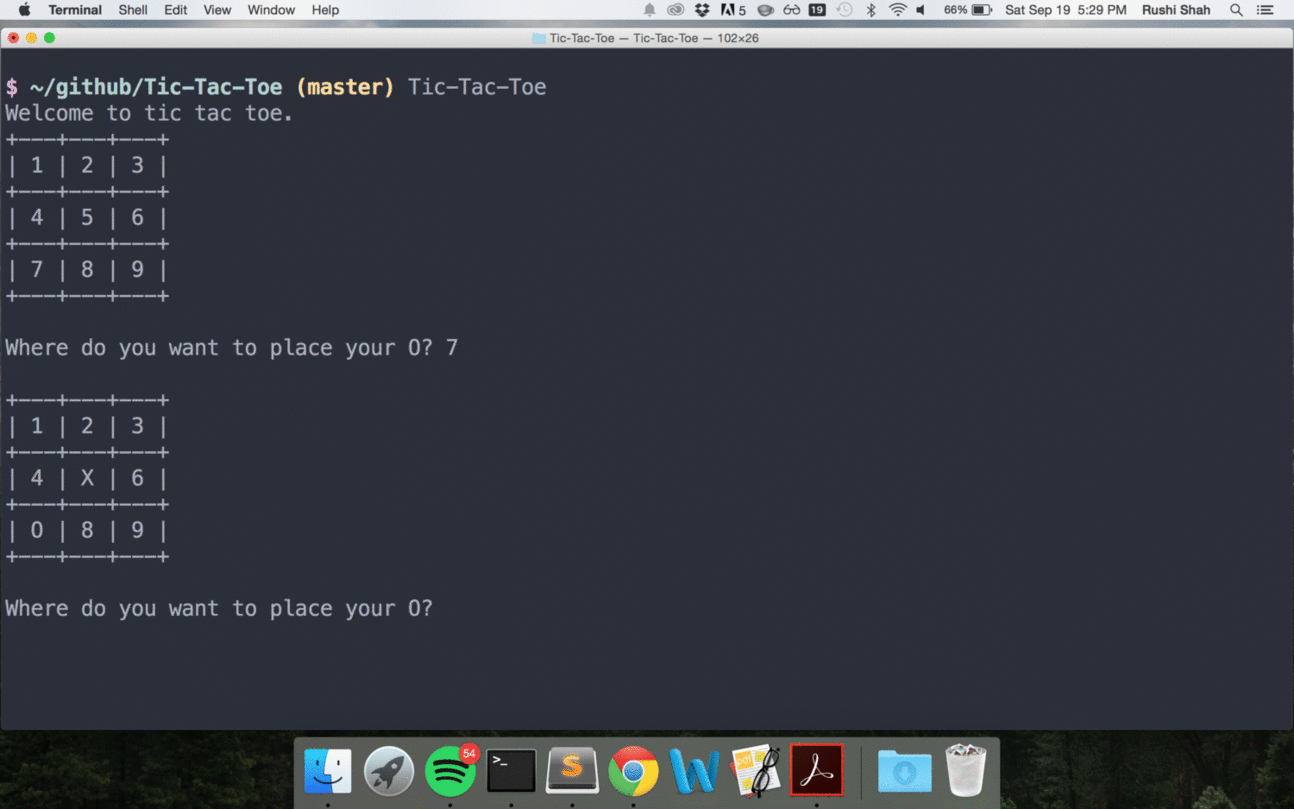 Terminal Shell Edit View Window Help 5 19 66% Sat Sep 19 5:29 PM Rushi Shah
Tic-Tac-Toe — Tic-Tac-Toe — 102×26
$ ~/github/Tic-Tac-Toe (master) Tic-Tac-Toe
Welcome to tic tac toe.
+---+---+---+
| 1 | 2 | 3 |
+---+---+---+
| 4 | 5 | 6 |
+---+---+---+
| 7 | 8 | 9 |
+---+---+---+
Where do you want to place your O? 7
+---+---+---+
| 1 | 2 | 3 |
+---+---+---+
| 4 | X | 6 |
+---+---+---+
| O | 8 | 9 |
+---+---+---+
Where do you want to place your O?
54
>_
S
W